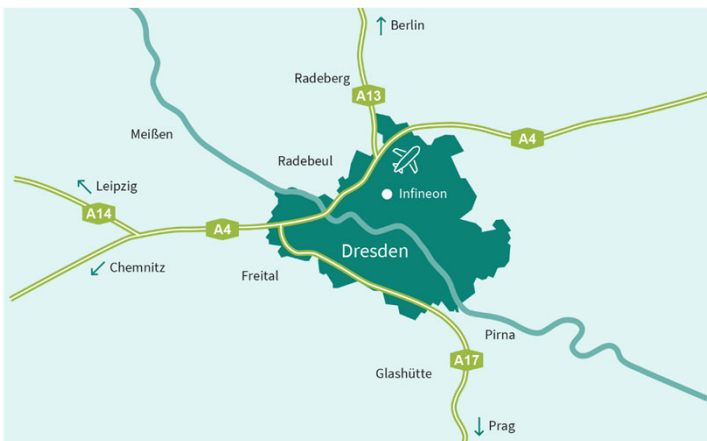 ↑ Berlin
Radeberg
A13
Meißen
A4
Radebeul
↖ Leipzig
Infineon
A14
A4
Dresden
↙ Chemnitz
Freital
Pirna
A17
Glashütte
↓ Prag